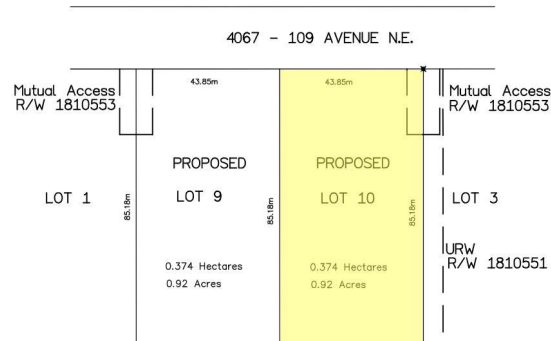 4067 - 109 AVENUE N.E.
43.85m
43.85m
Mutual Access
R/W 1810553
Mutual Access
R/W 1810553
PROPOSED
LOT 9
PROPOSED
LOT 10
LOT 1
LOT 3
85.18m
85.18m
85.18m
0.374 Hectares
0.92 Acres
0.374 Hectares
0.92 Acres
URW
R/W 1810551